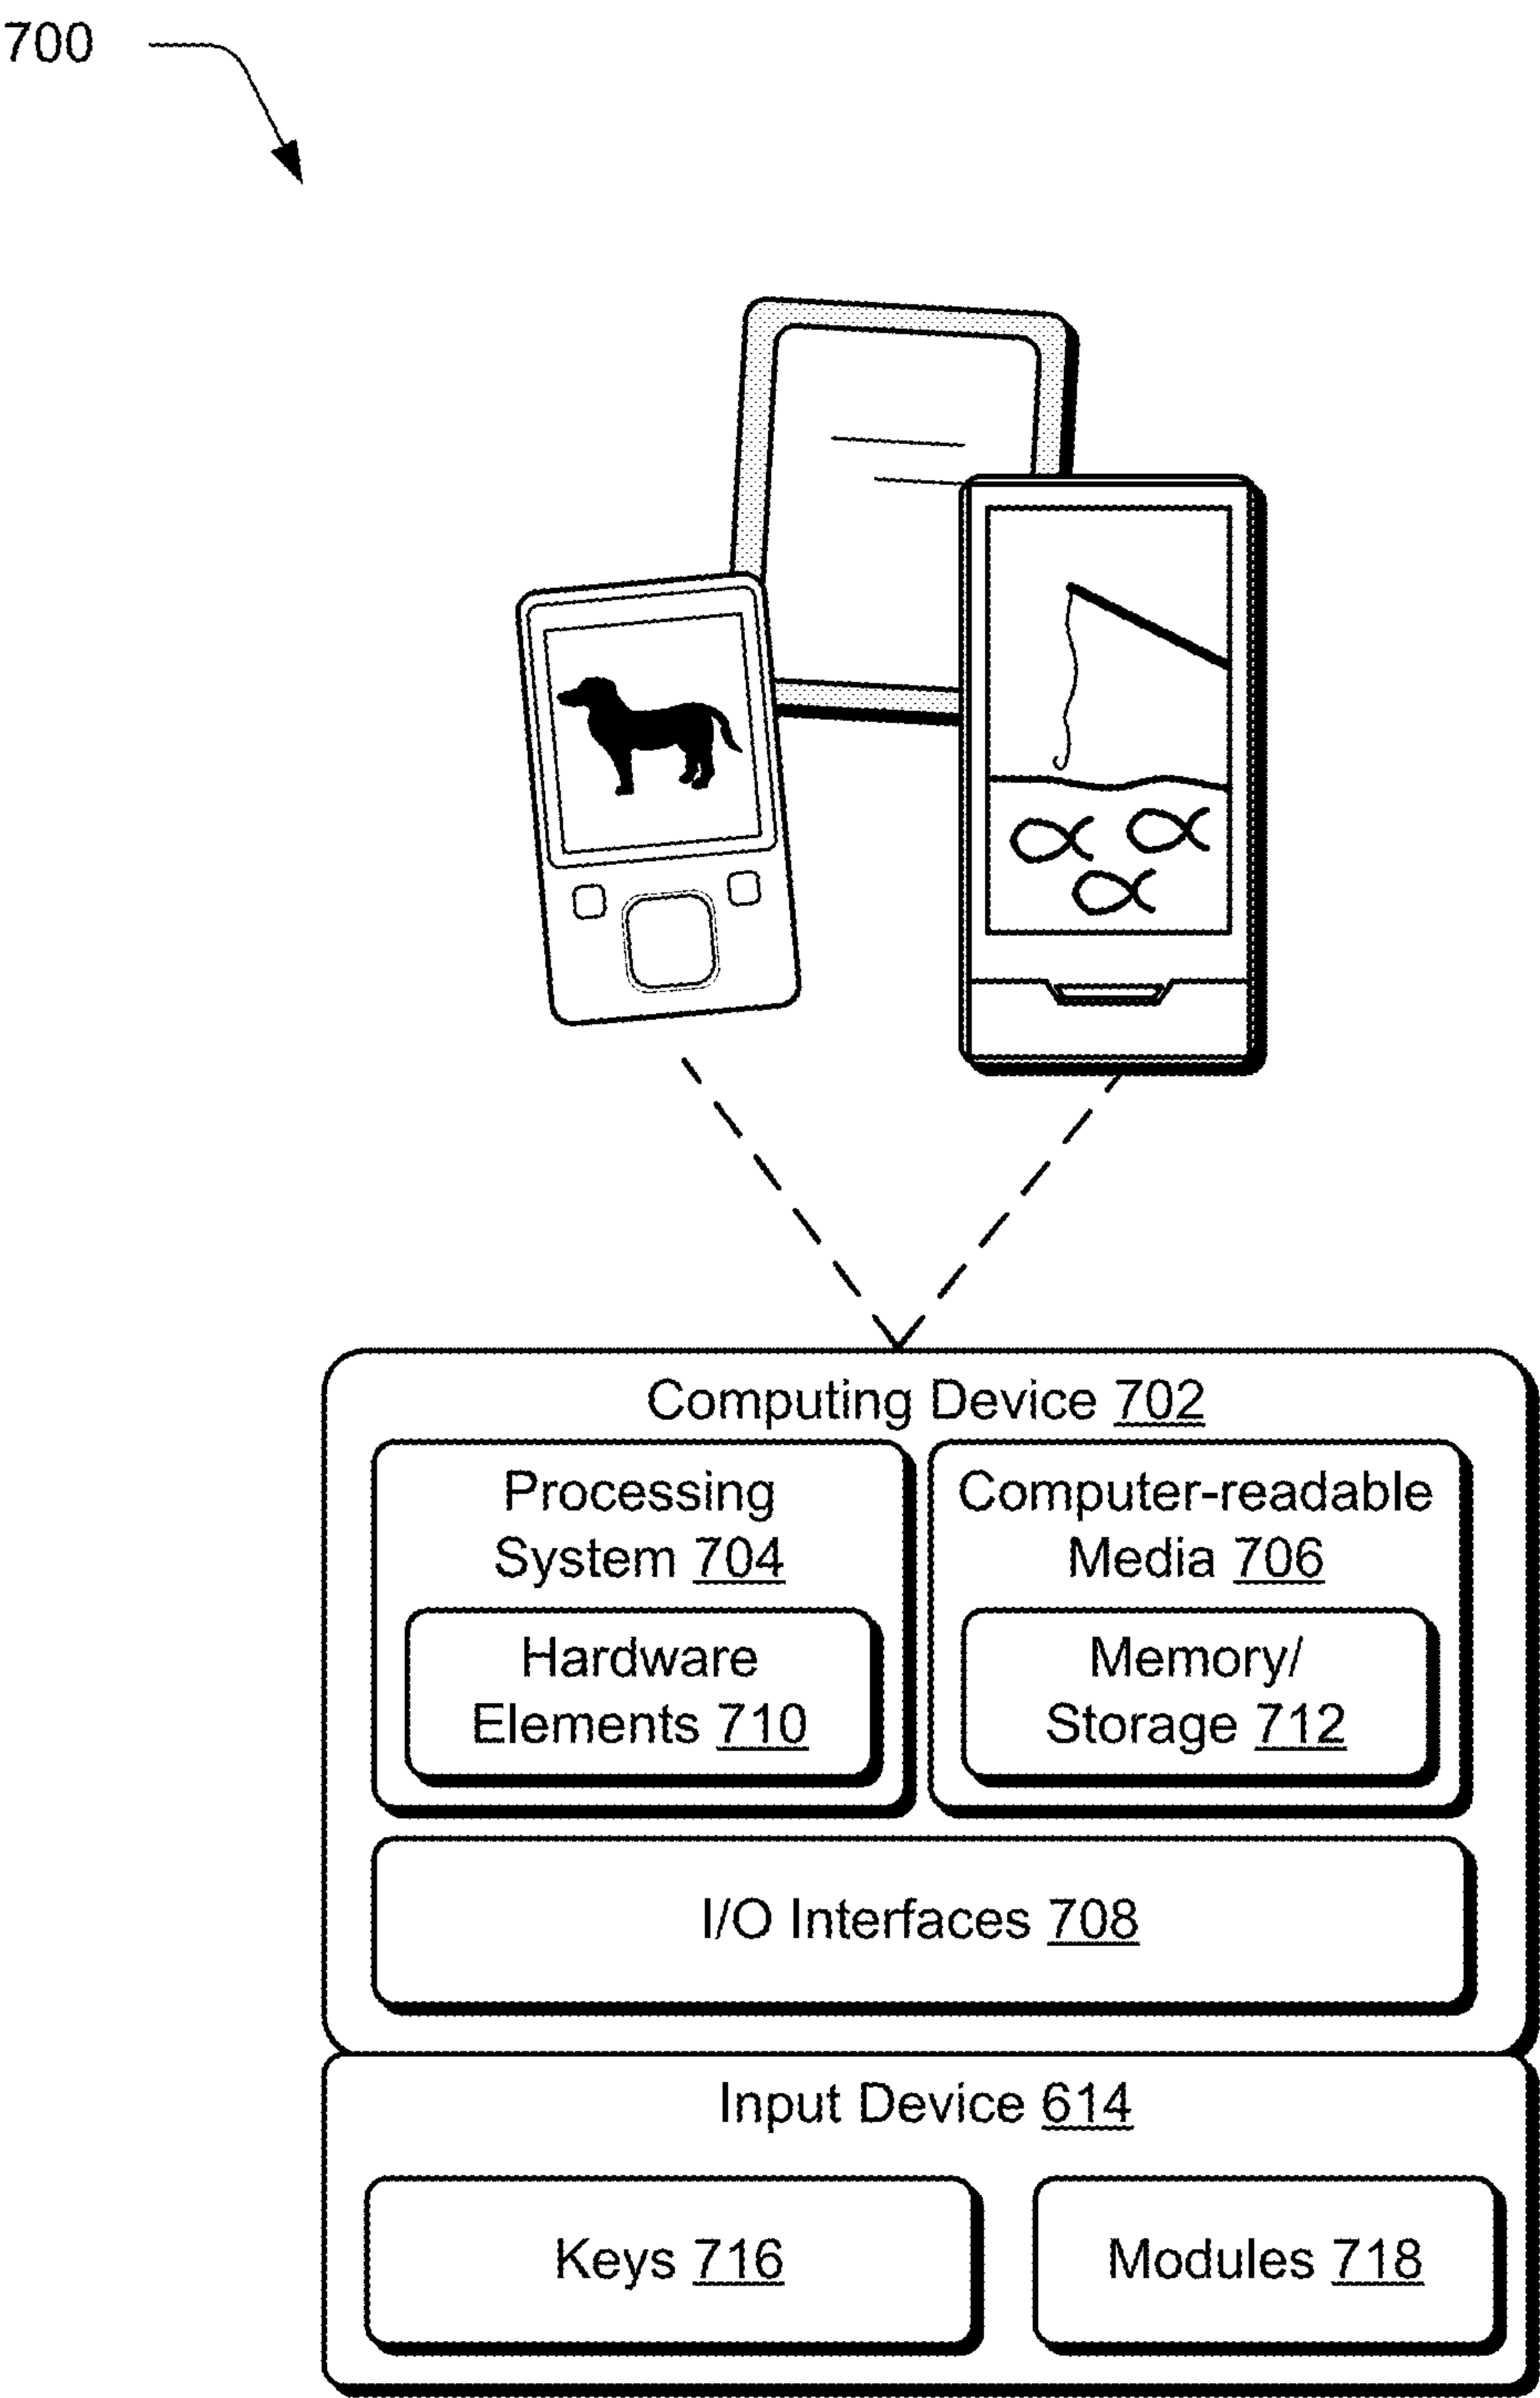 700
Computing Device 702
Processing
System 704
Hardware
Elements 710
Computer-readable
Media 706
Memory/
Storage 712
I/O Interfaces 708
Input Device 614
Keys 716
Modules 718